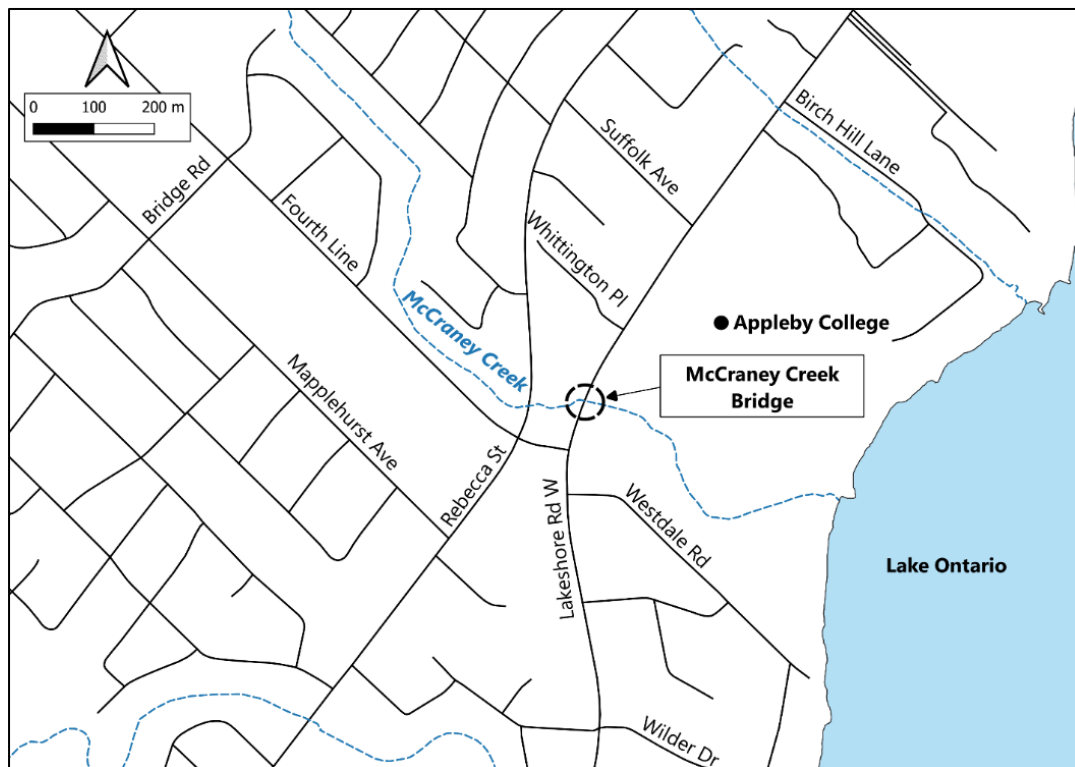 0 100 200 m
Bridge Rd
Fourth Line
Birch Hill Lane
Suffolk Ave
Whittington Pl
McCraney Creek
Appleby College
McCraney Creek
Bridge
Mapplehurst Ave
Rebecca St
Lakeshore Rd W
Westdale Rd
Lake Ontario
Wilder Dr